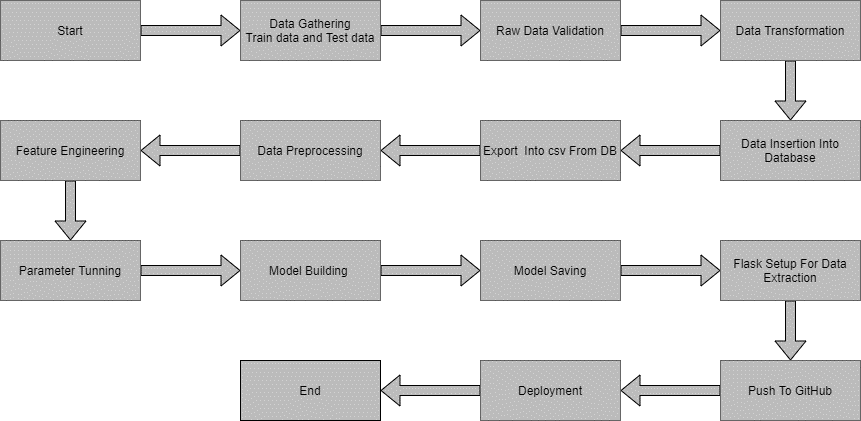 Start
Data Gathering
Train data and Test data
Raw Data Validation
Data Transformation
Data Insertion Into
Database
Export  Into csv From DB
Data Preprocessing
Feature Engineering
Parameter Tunning
Model Building
Model Saving
Flask Setup For Data
Extraction
Push To GitHub
Deployment
End